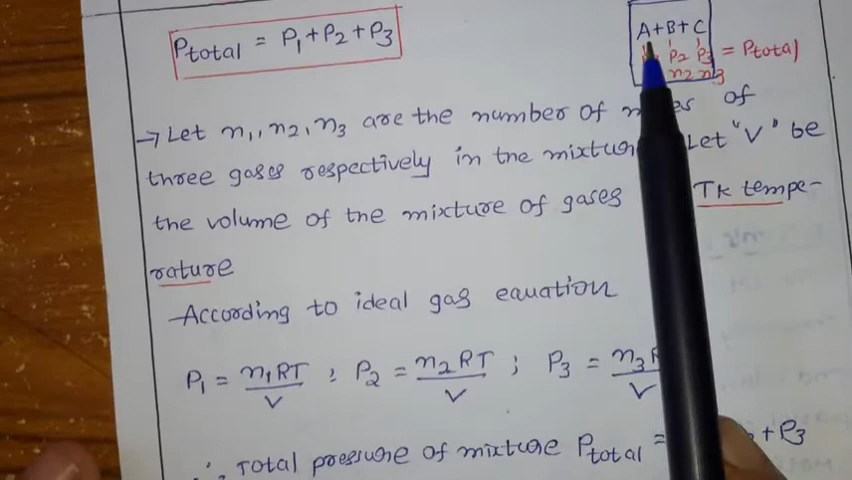 Ptotal = P1+P2+P3
A+B+C
P2 P3 = Ptotal
n2 n3
→ Let n1, n2, n3 are the number of of
three gases respectively in the Let "V" be
the volume of the mixture of gases TK tempe-
rature
According to ideal gas equation
P1 = n1RT/V ; P2 = n2RT/V ; P3 =
∴ Total pressure of mixture Ptotal = +P3